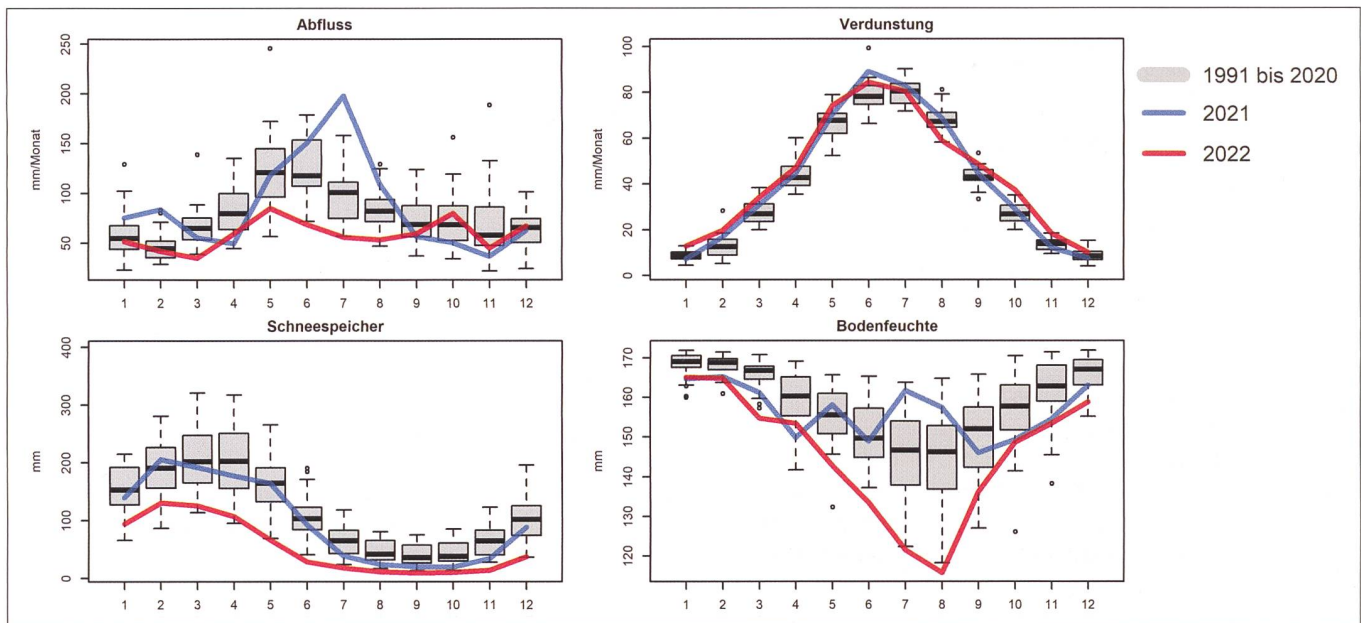 Abfluss
mm/Monat
250
200
150
100
50
1 2 3 4 5 6 7 8 9 10 11 12
Verdunstung
mm/Monat
100
80
60
40
20
0
1 2 3 4 5 6 7 8 9 10 11 12
1991 bis 2020
2021
2022
Schneespeicher
mm
400
300
200
100
0
1 2 3 4 5 6 7 8 9 10 11 12
Bodenfeuchte
mm
170
160
150
140
130
120
1 2 3 4 5 6 7 8 9 10 11 12